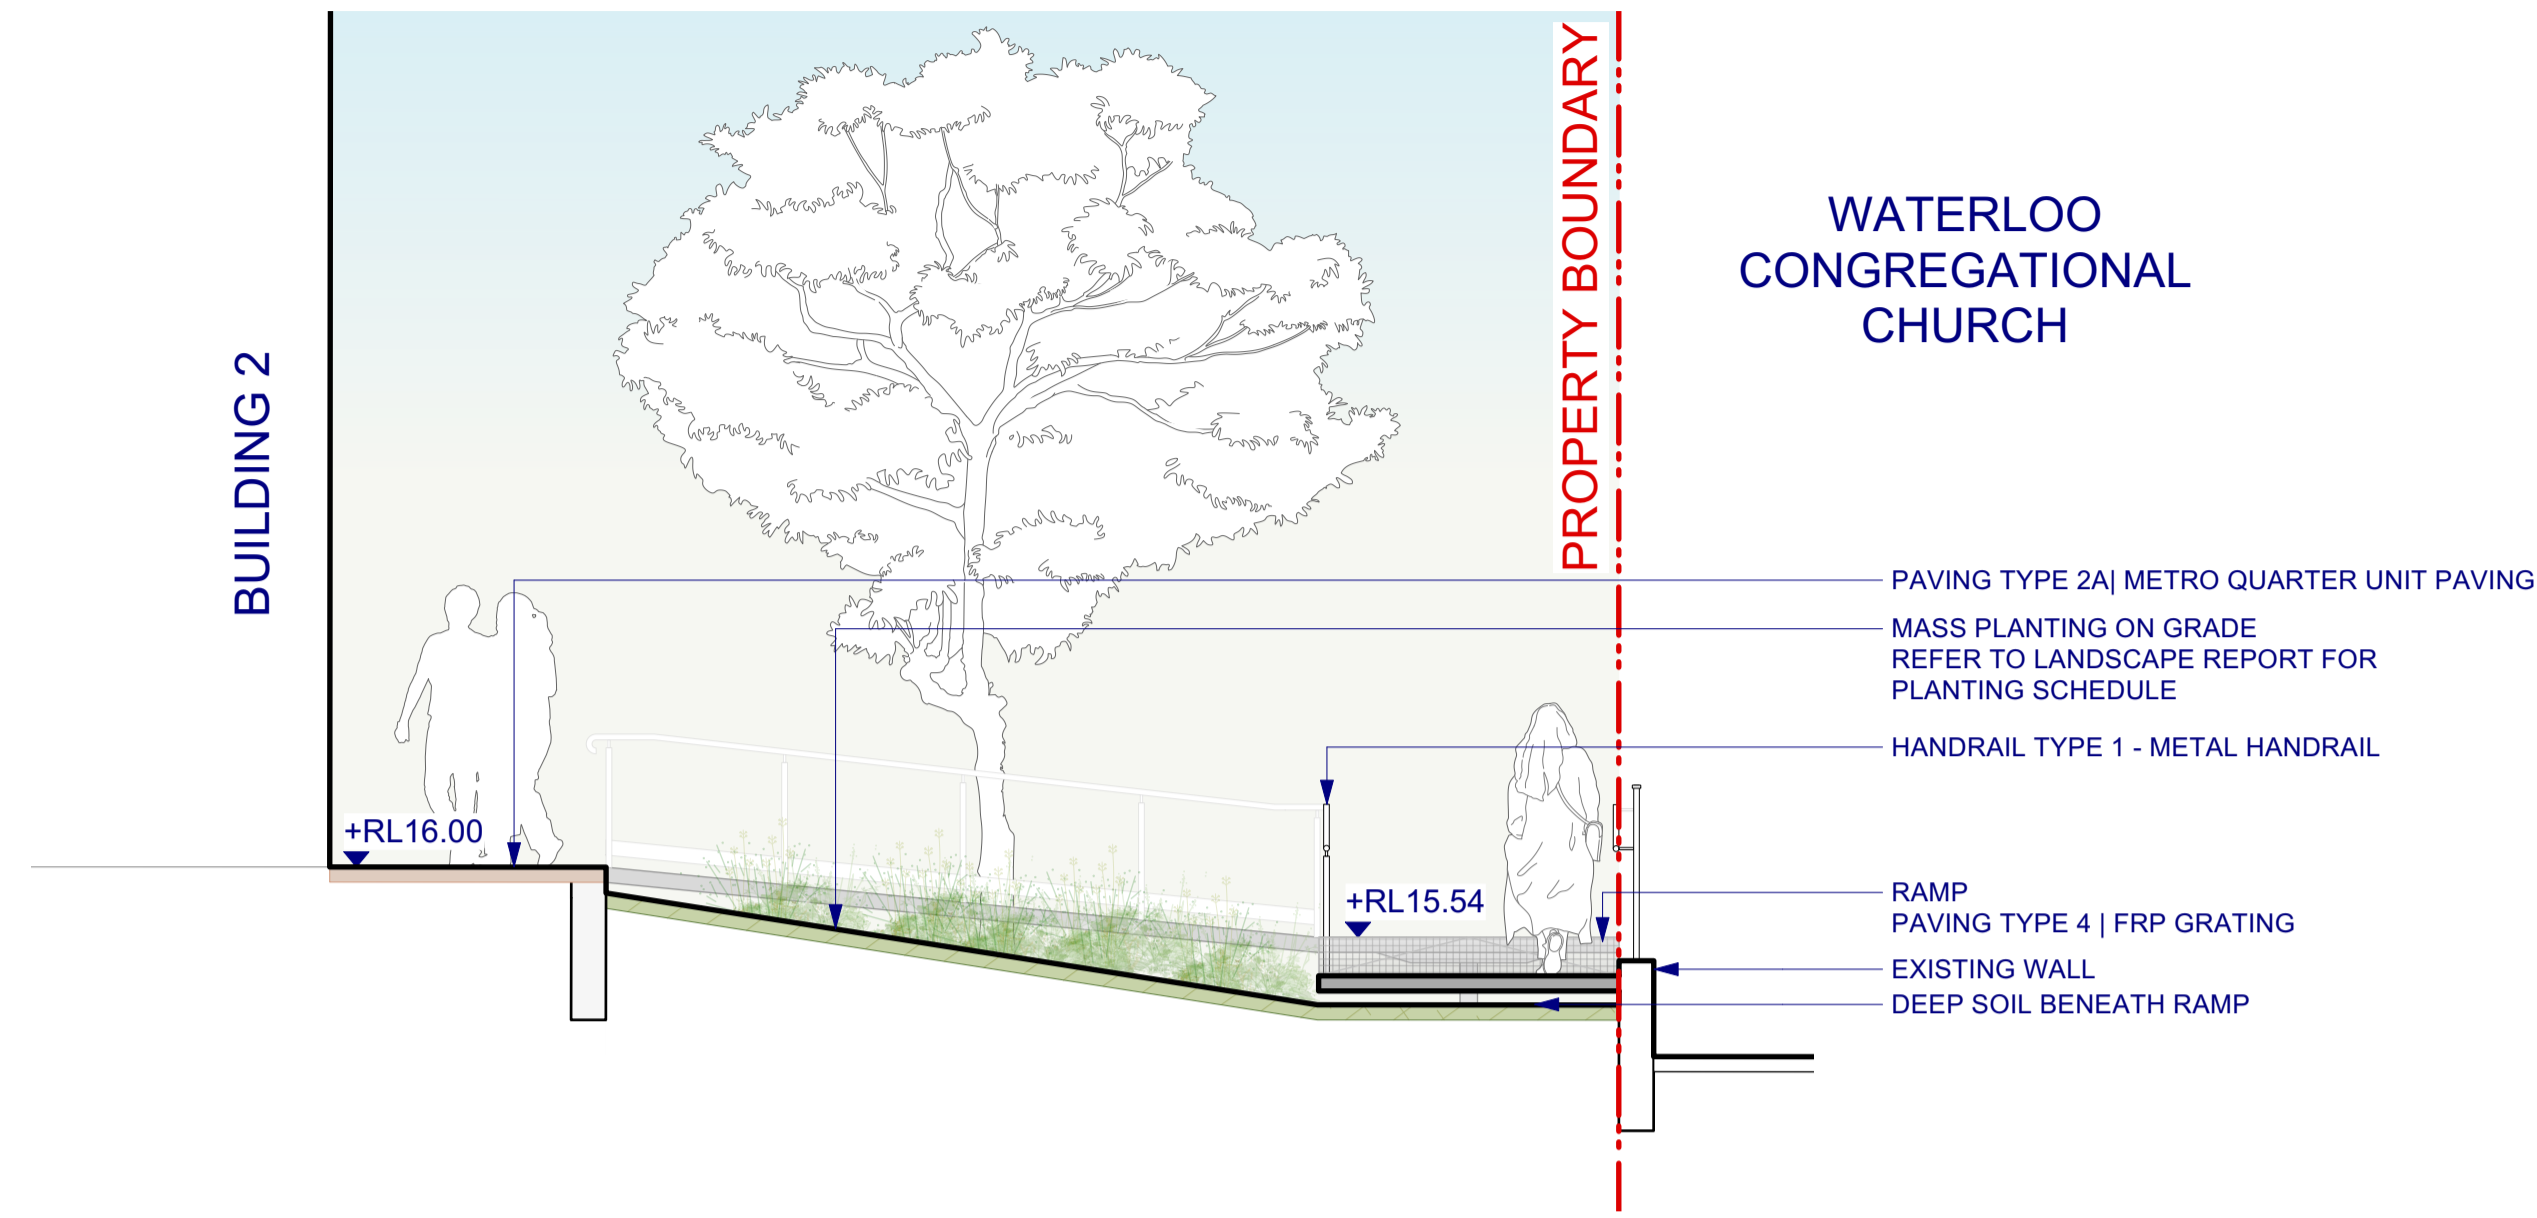 BUILDING 2
PROPERTY BOUNDARY
WATERLOO
CONGREGATIONAL
CHURCH
PAVING TYPE 2A| METRO QUARTER UNIT PAVING
MASS PLANTING ON GRADE
REFER TO LANDSCAPE REPORT FOR
PLANTING SCHEDULE
HANDRAIL TYPE 1 - METAL HANDRAIL
+RL16.00
+RL15.54
RAMP
PAVING TYPE 4 | FRP GRATING
EXISTING WALL
DEEP SOIL BENEATH RAMP